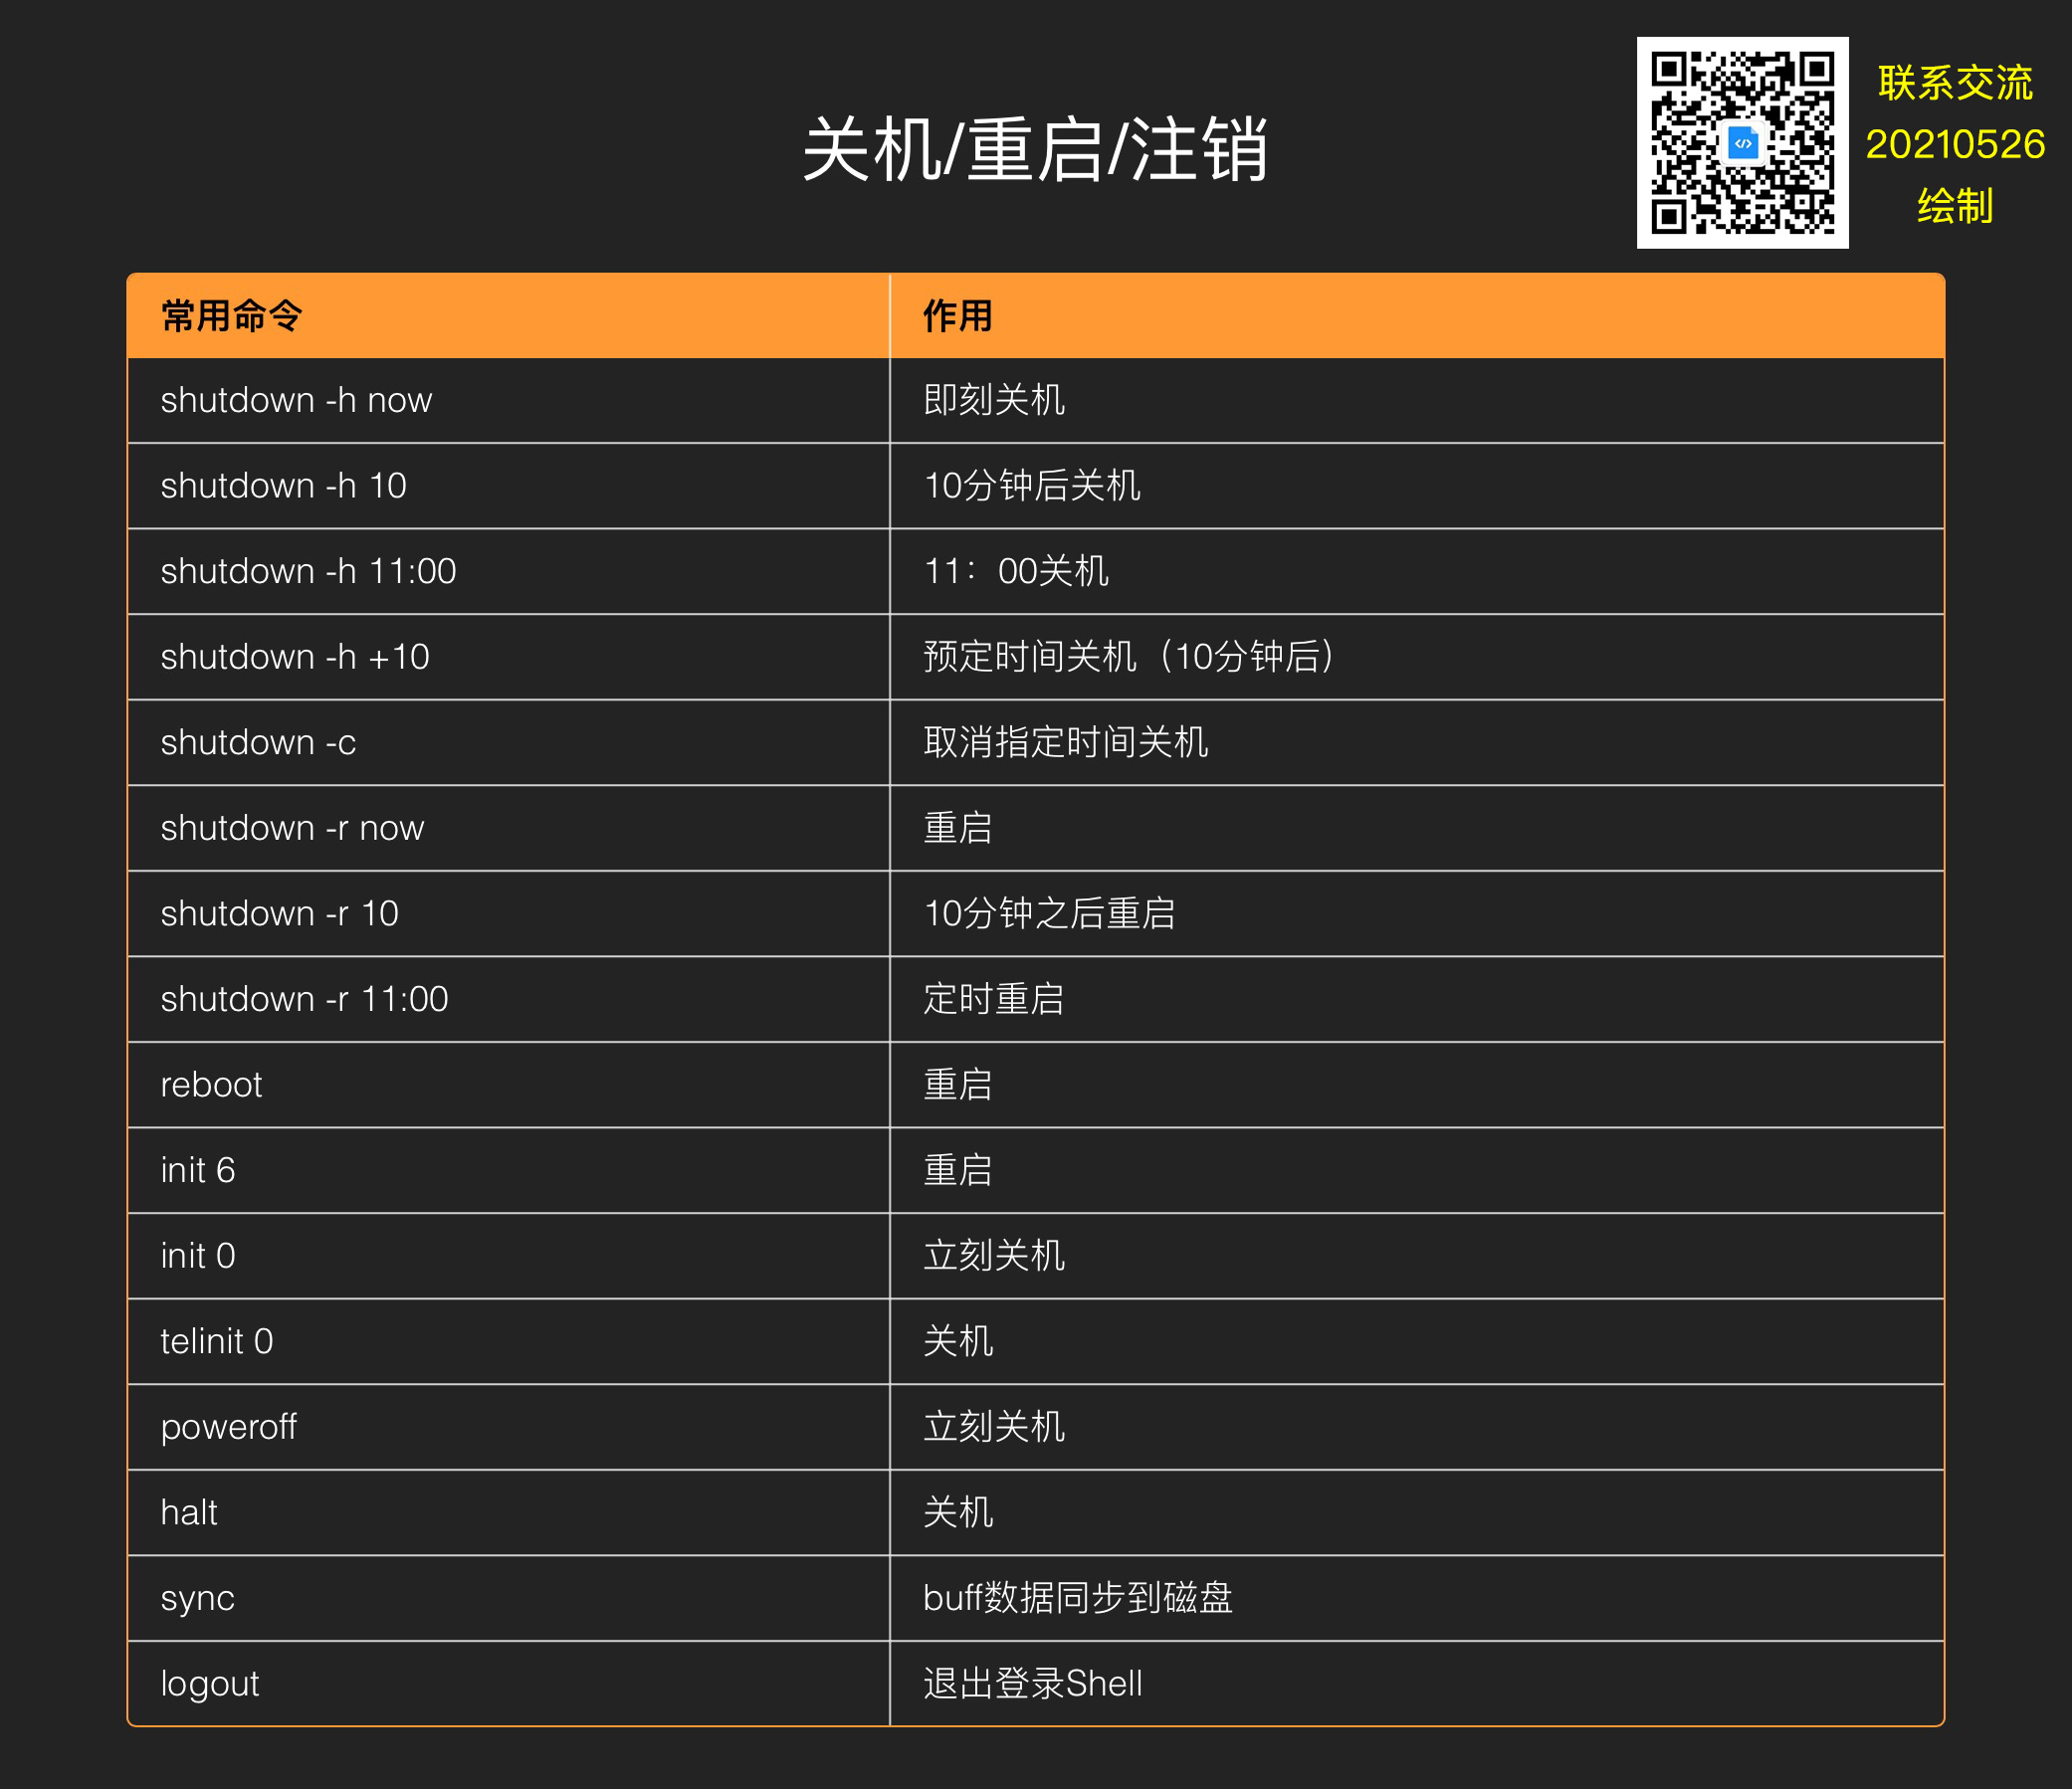 关机/重启/注销
联系交流
20210526
绘制
常用命令 作用
shutdown -h now 即刻关机
shutdown -h 10 10分钟后关机
shutdown -h 11:00 11：00关机
shutdown -h +10 预定时间关机（10分钟后）
shutdown -c 取消指定时间关机
shutdown -r now 重启
shutdown -r 10 10分钟之后重启
shutdown -r 11:00 定时重启
reboot 重启
init 6 重启
init 0 立刻关机
telinit 0 关机
poweroff 立刻关机
halt 关机
sync buff数据同步到磁盘
logout 退出登录Shell